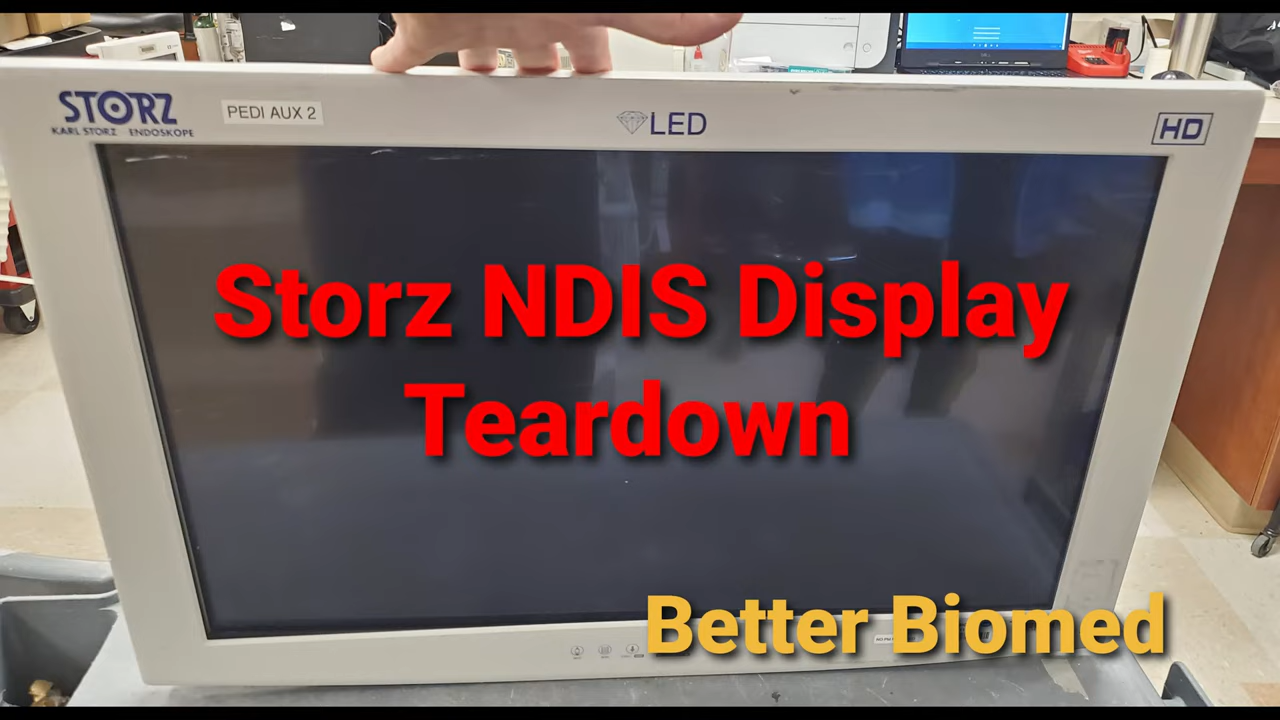 STORZ
KARL STORZ ENDOSKOPE
PEDI AUX 2
LED
HD
Storz NDIS Display
Teardown
Better Biomed